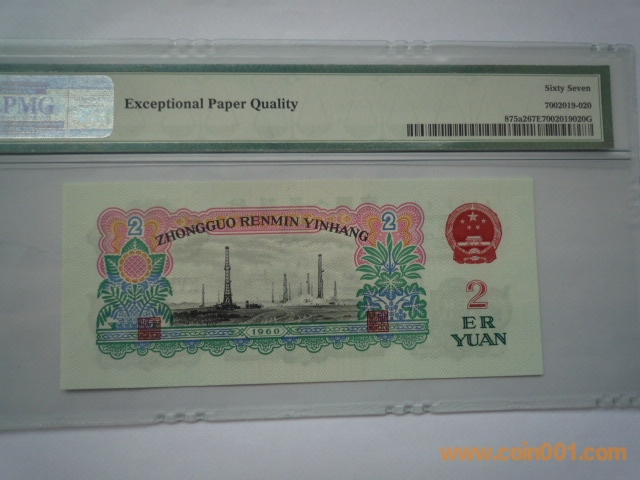 PMG
Exceptional Paper Quality
Sixty Seven
7002019-020
875a267E7002019020G
2
2
ZHONGGUO RENMIN YINHANG
1960
2
ER
YUAN
www.coin001.com